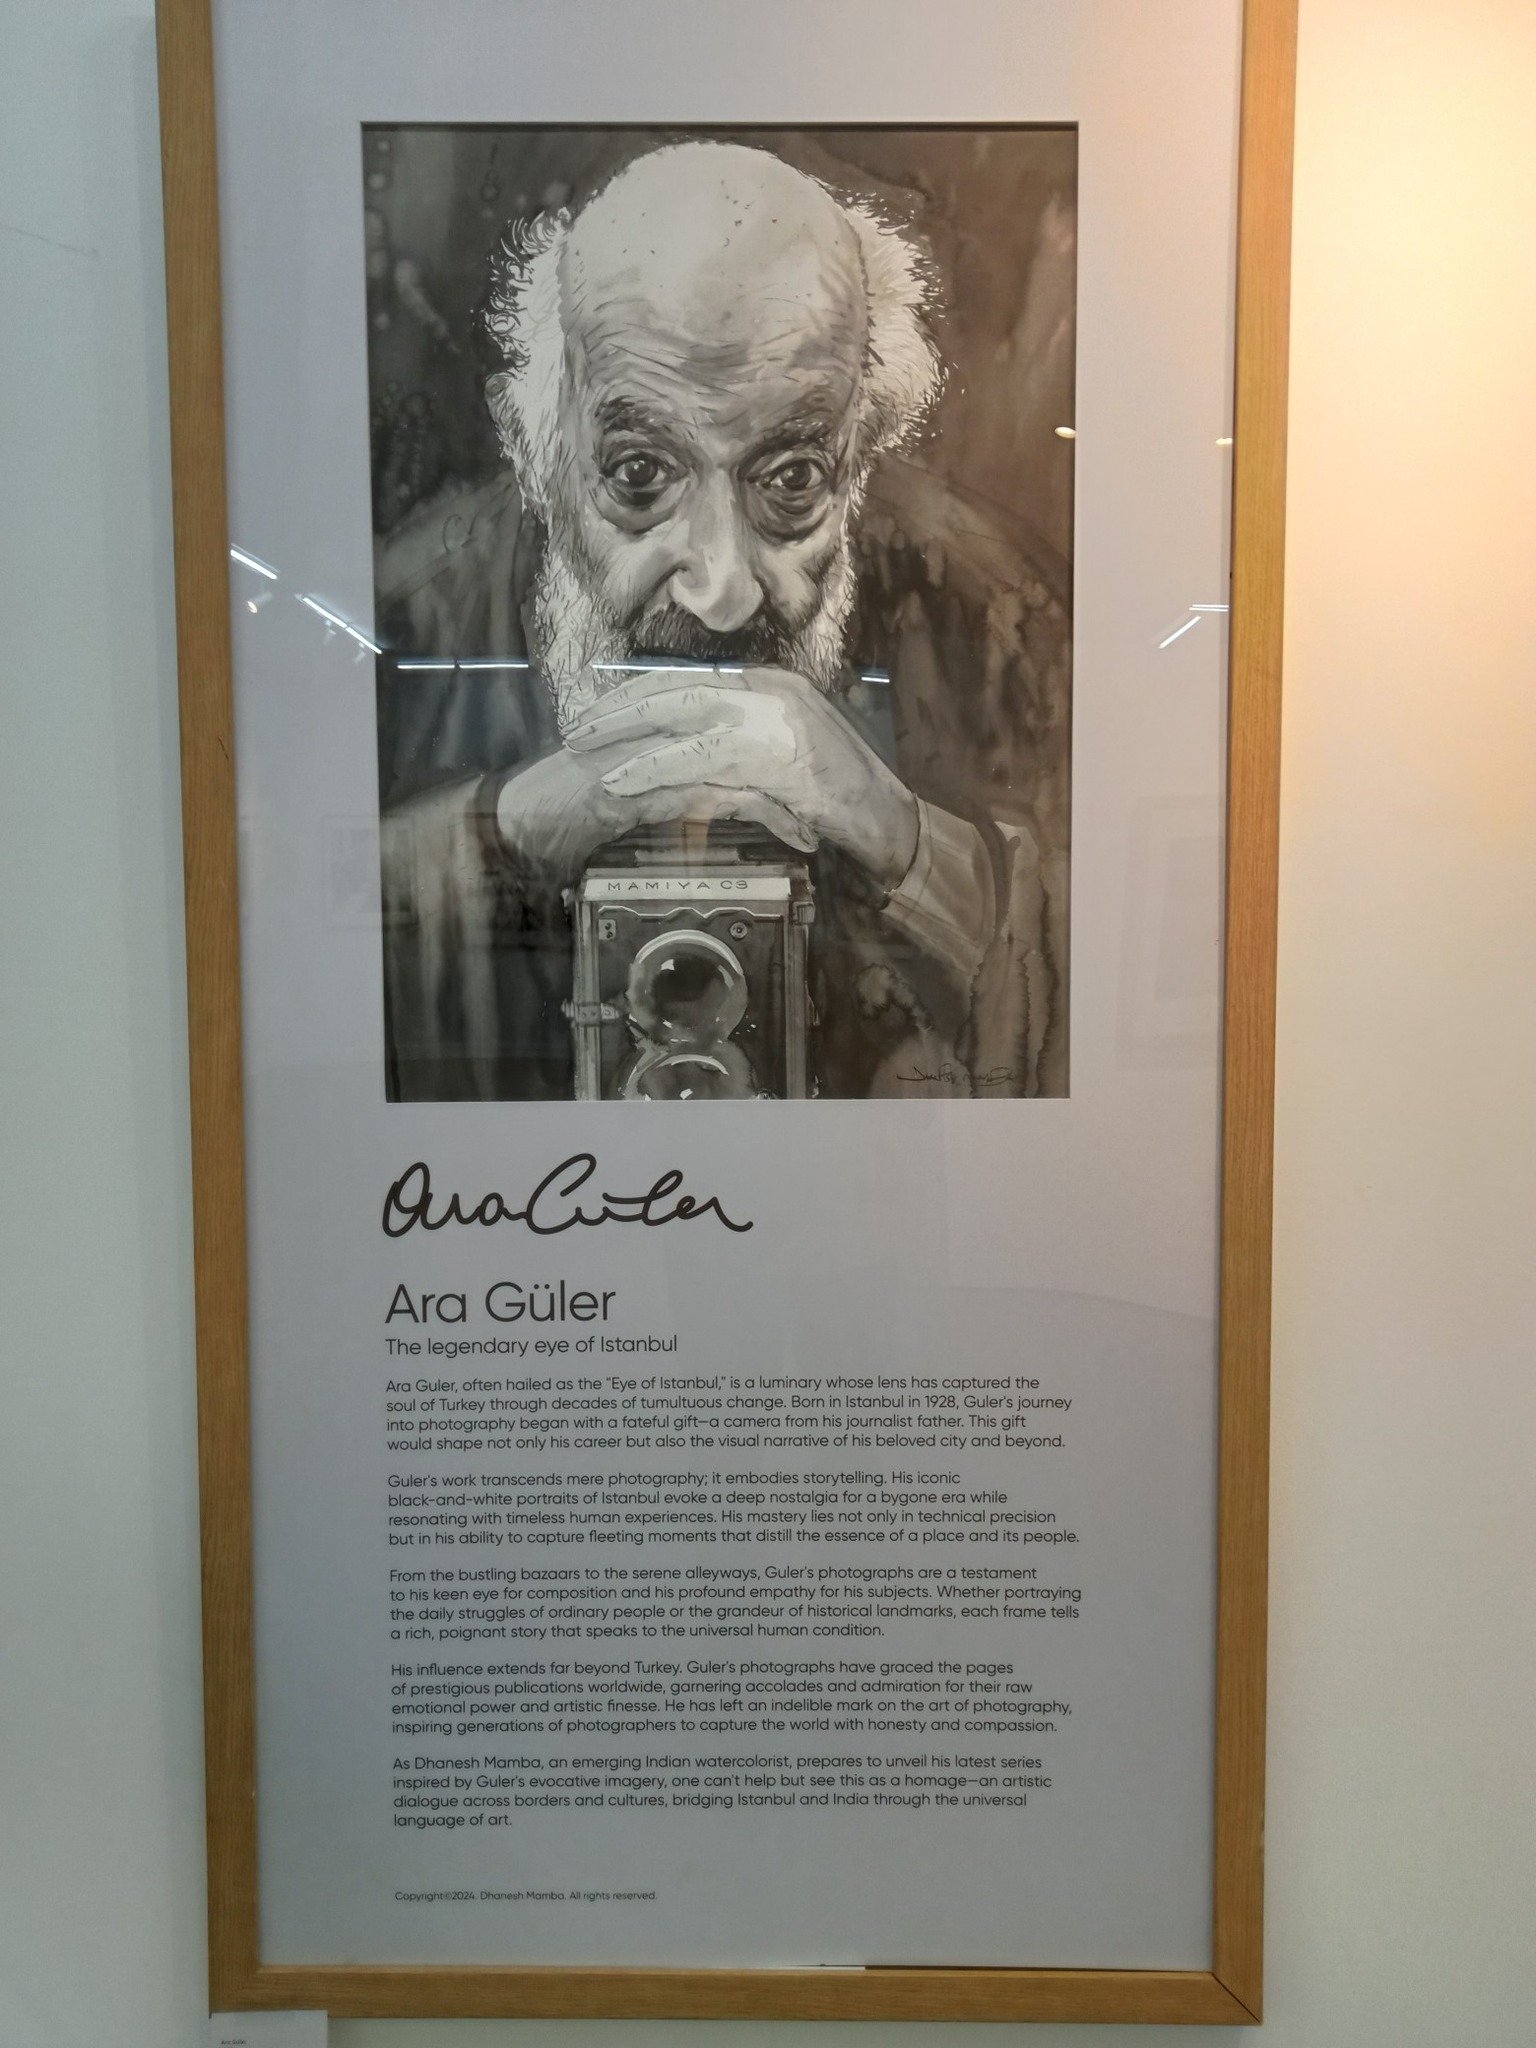 MAMIYA C3
Ara Güler
Ara Güler
The legendary eye of Istanbul
Ara Guler, often hailed as the "Eye of Istanbul," is a luminary whose lens has captured the
soul of Turkey through decades of tumultuous change. Born in Istanbul in 1928, Guler's journey
into photography began with a fateful gift—a camera from his journalist father. This gift
would shape not only his career but also the visual narrative of his beloved city and beyond.
Guler's work transcends mere photography; it embodies storytelling. His iconic
black-and-white portraits of Istanbul evoke a deep nostalgia for a bygone era while
resonating with timeless human experiences. His mastery lies not only in technical precision
but in his ability to capture fleeting moments that distill the essence of a place and its people.
From the bustling bazaars to the serene alleyways, Guler's photographs are a testament
to his keen eye for composition and his profound empathy for his subjects. Whether portraying
the daily struggles of ordinary people or the grandeur of historical landmarks, each frame tells
a rich, poignant story that speaks to the universal human condition.
His influence extends far beyond Turkey. Guler's photographs have graced the pages
of prestigious publications worldwide, garnering accolades and admiration for their raw
emotional power and artistic finesse. He has left an indelible mark on the art of photography,
inspiring generations of photographers to capture the world with honesty and compassion.
As Dhanesh Mamba, an emerging Indian watercolorist, prepares to unveil his latest series
inspired by Guler's evocative imagery, one can't help but see this as a homage—an artistic
dialogue across borders and cultures, bridging Istanbul and India through the universal
language of art.
Copyright©2024. Dhanesh Mamba. All rights reserved.
Ara Güler